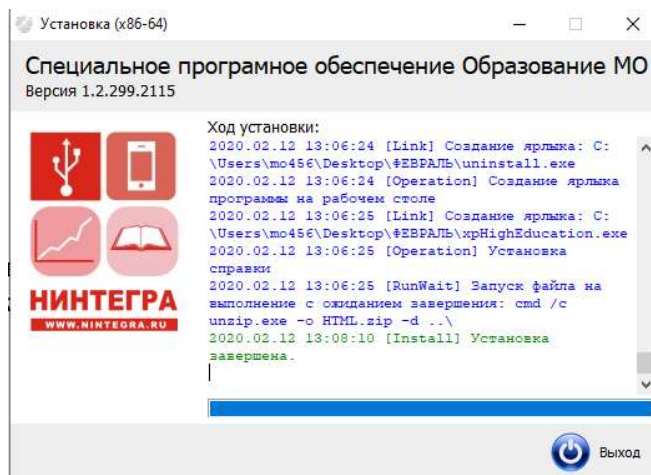 Установка (x86-64)
Специальное програмное обеспечение Образование МО
Версия 1.2.299.2115
Ход установки:
2020.02.12 13:06:24 [Link] Создание ярлыка: C:
\Users\mo456\Desktop\ФЕВРАЛЬ\uninstall.exe
2020.02.12 13:06:24 [Operation] Создание ярлыка
программы на рабочем столе
2020.02.12 13:06:25 [Link] Создание ярлыка: C:
\Users\mo456\Desktop\ФЕВРАЛЬ\xpHighEducation.exe
2020.02.12 13:06:25 [Operation] Установка
справки
2020.02.12 13:06:25 [RunWait] Запуск файла на
выполнение с ожиданием завершения: cmd /c
unzip.exe -o HTML.zip -d ..\
2020.02.12 13:08:10 [Install] Установка
завершена.
НИНТЕГРА
WWW.NINTEGRA.RU
Выход